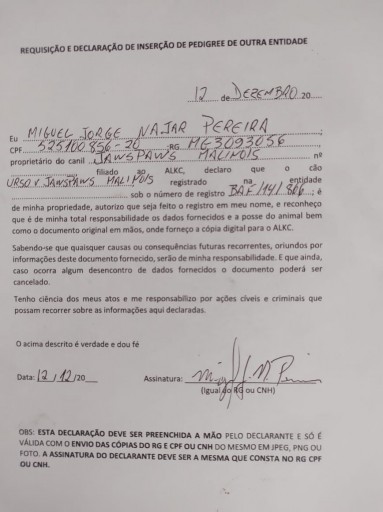 REQUISIÇÃO E DECLARAÇÃO DE INSERÇÃO DE PEDIGREE DE OUTRA ENTIDADE
12 de DEZEMBRO 20
Eu MIGUEL JORGE NAJAR PEREIRA;
CPF 525100.856-20 RG MG3093056
proprietário do canil JAWSPAWS MALINOIS nº
filiado ao ALKC, declaro que o cão
URSO V. JAWSPAWS MALINOIS registrado na entidade
sob o número de registro BAF/141/866; é
de minha propriedade, autorizo que seja feito o registro em meu nome, e reconheço
que é de minha total responsabilidade os dados fornecidos e a posse do animal bem
como o documento original em mãos, onde forneço a cópia digital para o ALKC.
Sabendo-se que quaisquer causas ou consequências futuras recorrentes, oriundos por
informações deste documento fornecido, serão de minha responsabilidade. E que ainda,
caso ocorra algum desencontro de dados fornecidos o documento poderá ser
cancelado.
Tenho ciência dos meus atos e me responsabilizo por ações cíveis e criminais que
possam recorrer sobre as informações aqui declaradas.
O acima descrito é verdade e dou fé
Data: 12/12/20 Assinatura:
(Igual ao RG ou CNH)
OBS: ESTA DECLARAÇÃO DEVE SER PREENCHIDA A MÃO PELO DECLARANTE E SÓ É
VÁLIDA COM O ENVIO DAS CÓPIAS DO RG E CPF OU CNH DO MESMO EM JPEG, PNG OU
FOTO. A ASSINATURA DO DECLARANTE DEVE SER A MESMA QUE CONSTA NO RG CPF
OU CNH.